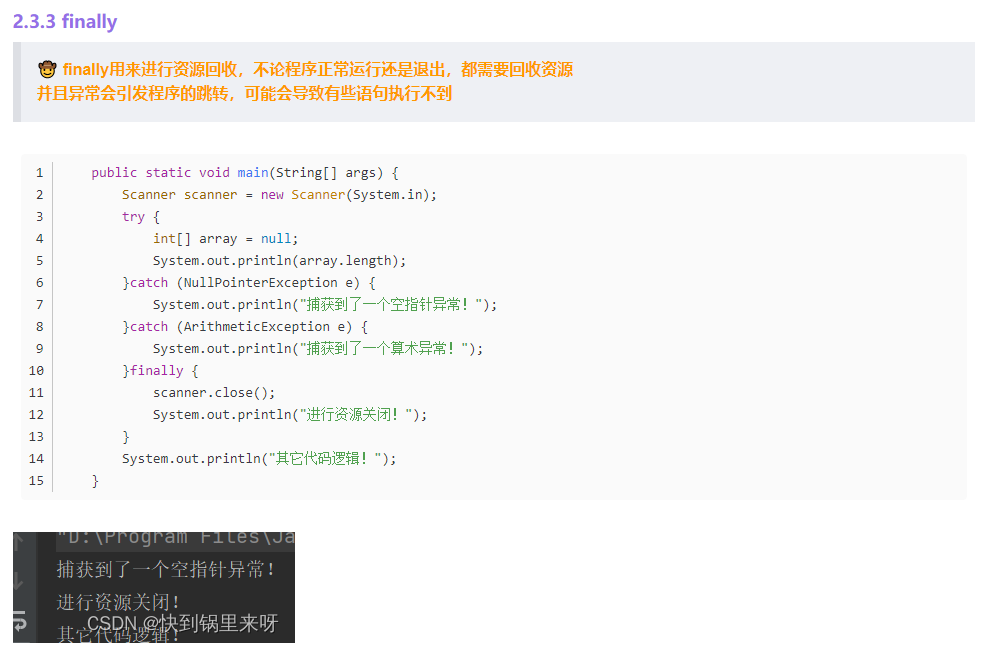 2.3.3 finally
🤠 finally用来进行资源回收，不论程序正常运行还是退出，都需要回收资源
并且异常会引发程序的跳转，可能会导致有些语句执行不到
1 public static void main(String[] args) {
2 Scanner scanner = new Scanner(System.in);
3 try {
4 int[] array = null;
5 System.out.println(array.length);
6 }catch (NullPointerException e) {
7 System.out.println("捕获到了一个空指针异常！");
8 }catch (ArithmeticException e) {
9 System.out.println("捕获到了一个算术异常！");
10 }finally {
11 scanner.close();
12 System.out.println("进行资源关闭！");
13 }
14 System.out.println("其它代码逻辑！");
15 }
"D:\Program Files\Ja
捕获到了一个空指针异常！
进行资源关闭！
其它代码逻辑！
CSDN @快到锅里来呀